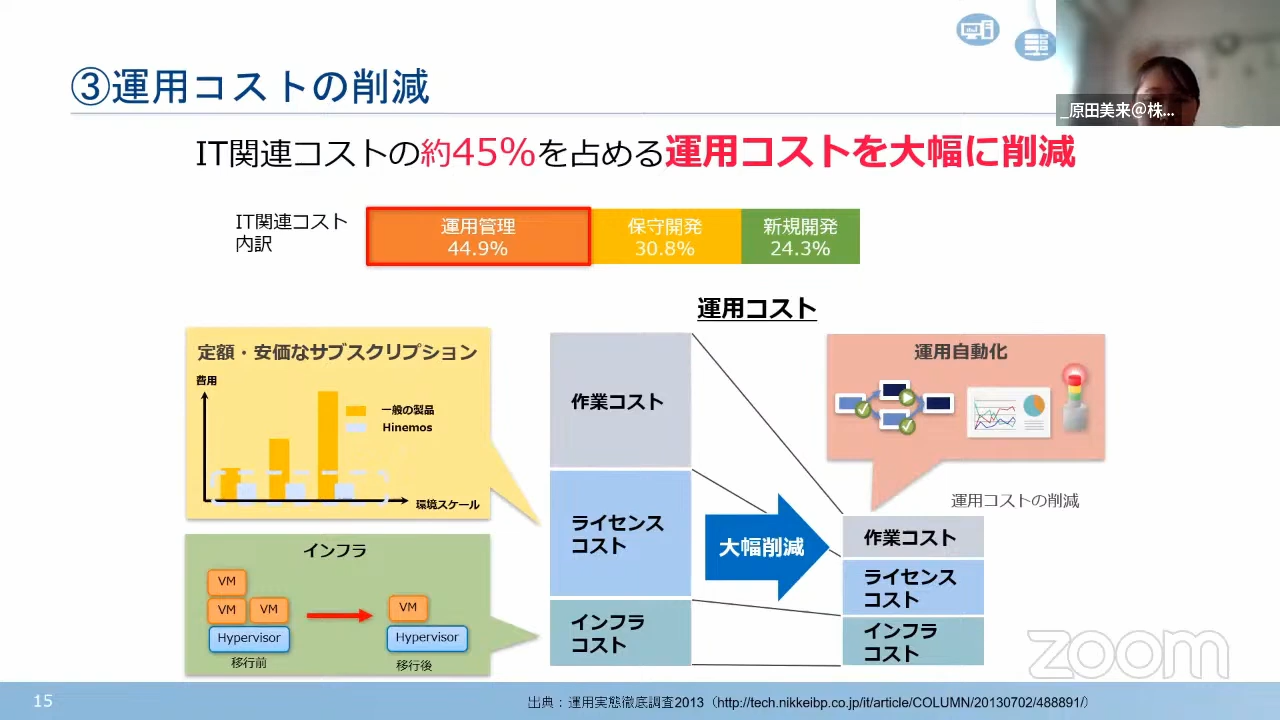 ③運用コストの削減
_原田美来@株...
IT関連コストの約45%を占める運用コストを大幅に削減
IT関連コスト
内訳
運用管理
44.9%
保守開発
30.8%
新規開発
24.3%
運用コスト
定額・安価なサブスクリプション
費用
一般の製品
Hinemos
環境スケール
インフラ
VM
VM
VM
Hypervisor
移行前
VM
Hypervisor
移行後
作業コスト
ライセンス
コスト
インフラ
コスト
大幅削減
運用自動化
運用コストの削減
作業コスト
ライセンス
コスト
インフラ
コスト
zoom
15
出典：運用実態徹底調査2013（http://tech.nikkeibp.co.jp/it/article/COLUMN/20130702/488891/）